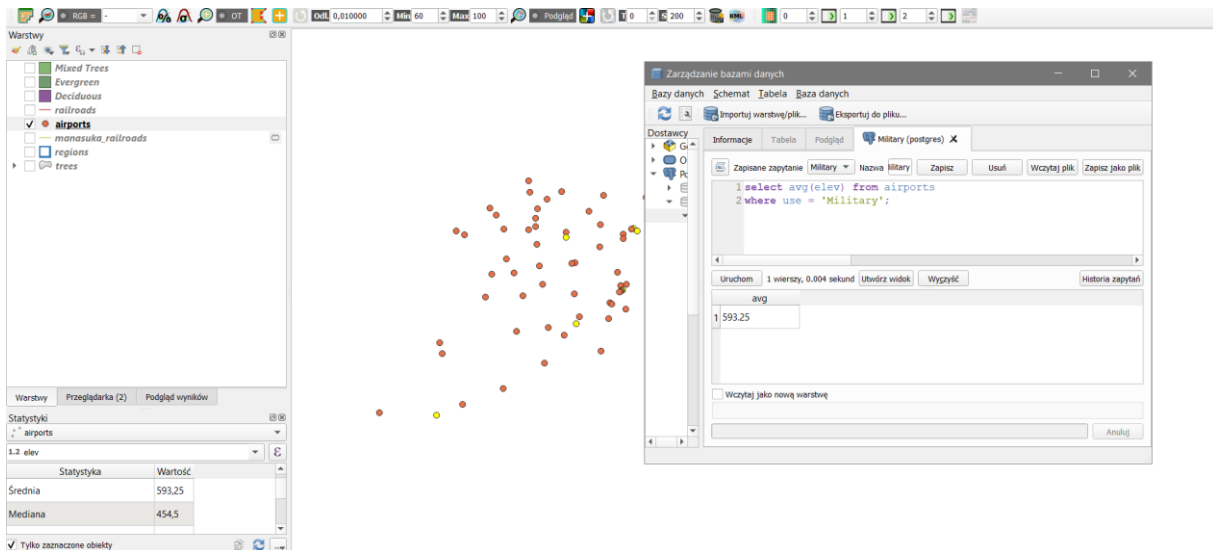 RGB = -
OT
Odl. 0,010000
Min 60
Max 100
Podgląd
T 0
S 200
KML
0
1
2
Warstwy
Mixed Trees
Evergreen
Deciduous
railroads
airports
manasuka_railroads
regions
trees
Warstwy Przeglądarka (2) Podgląd wyników
Statystyki
airports
1.2 elev
Statystyka Wartość
Średnia 593,25
Mediana 454,5
Tylko zaznaczone obiekty
Zarządzanie bazami danych
Bazy danych Schemat Tabela Baza danych
Importuj warstwę/plik... Eksportuj do pliku...
Dostawcy
Informacje Tabela Podgląd Military (postgres) X
Zapisane zapytanie Military Nazwa Military Zapisz Usuń Wczytaj plik Zapisz jako plik
1 select avg(elev) from airports
2 where use = 'Military';
Uruchom 1 wierszy, 0.004 sekund Utwórz widok Wyczyść Historia zapytań
avg
1 593.25
Wczytaj jako nową warstwę
Anuluj